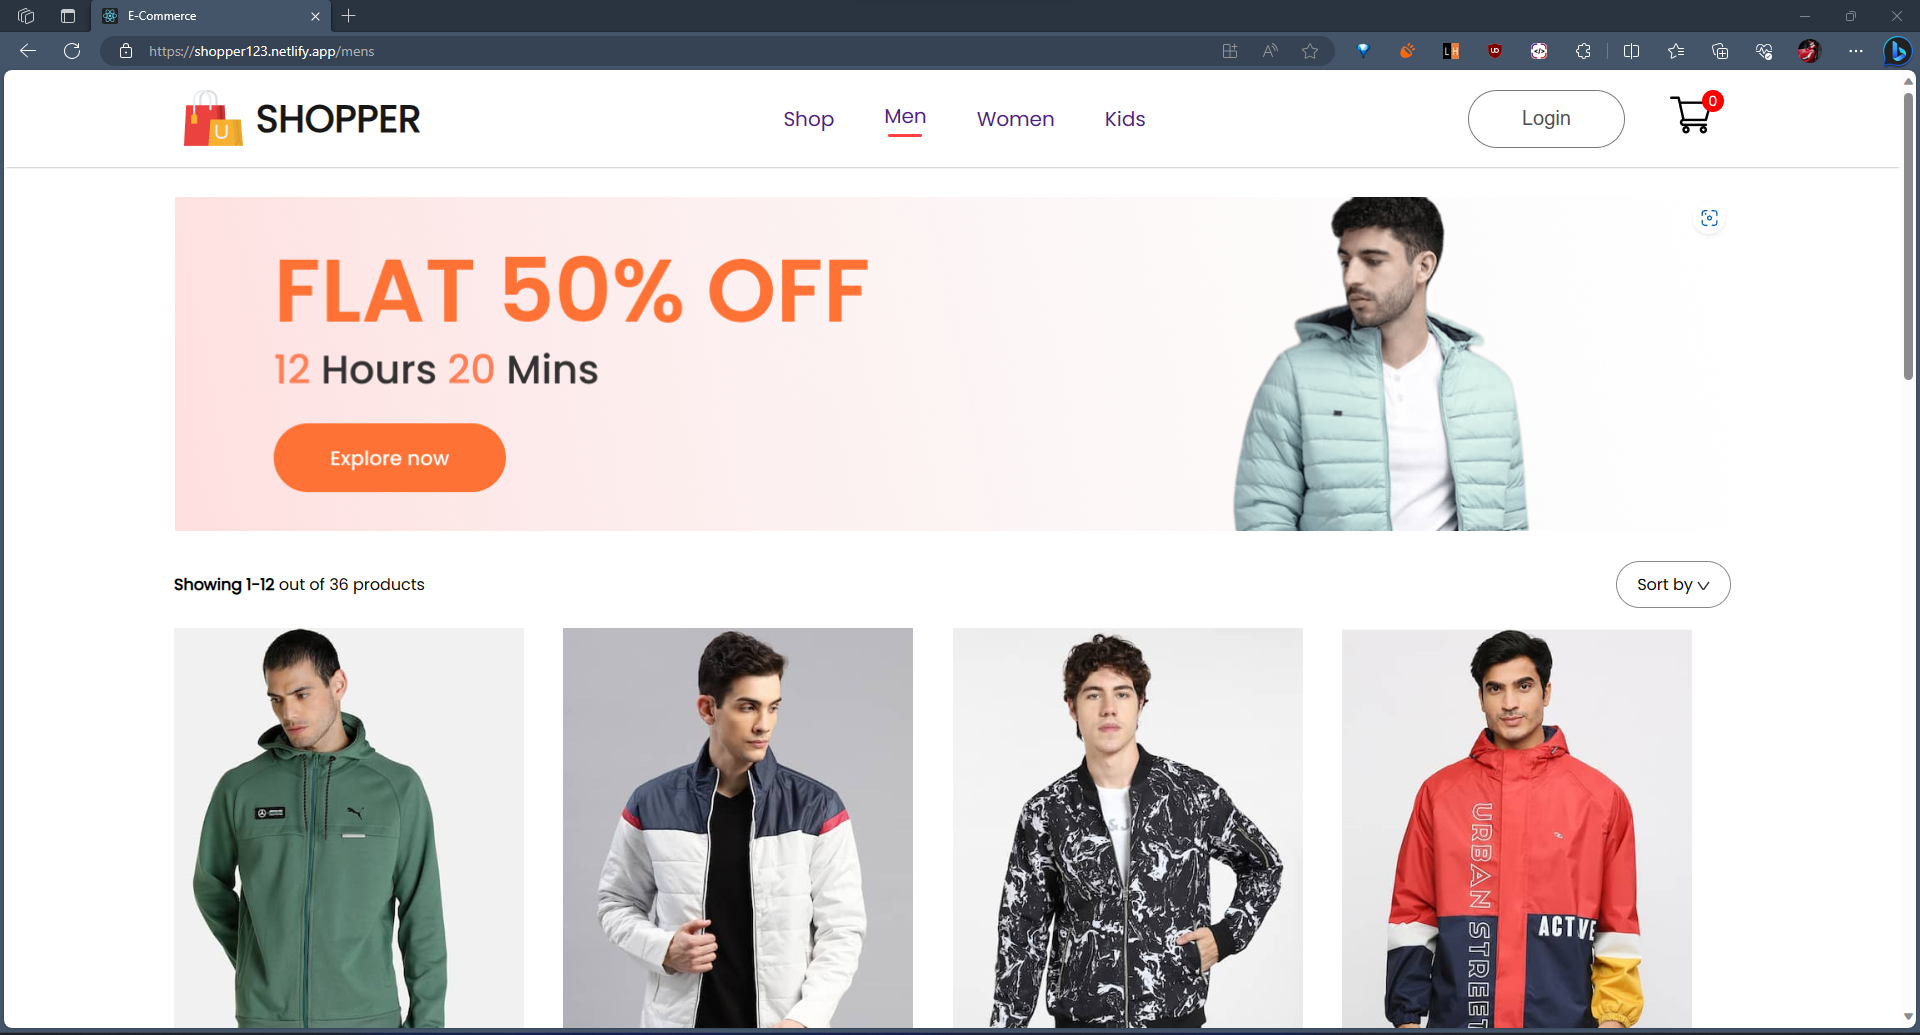 E-Commerce
https://shopper123.netlify.app/mens
SHOPPER
Shop
Men
Women
Kids
Login
0
U
FLAT 50% OFF
12 Hours 20 Mins
Explore now
Showing 1-12 out of 36 products
Sort by
URBAN STREET
ACTIVE